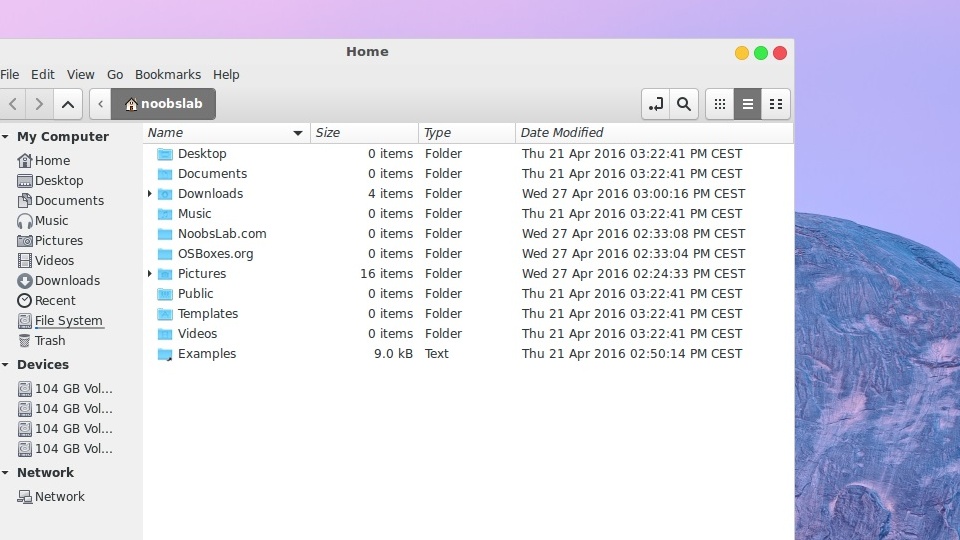 Home
File Edit View Go Bookmarks Help
noobslab
My Computer
Home
Desktop
Documents
Music
Pictures
Videos
Downloads
Recent
File System
Trash
Devices
104 GB Vol...
104 GB Vol...
104 GB Vol...
104 GB Vol...
Network
Network
Name Size Type Date Modified
Desktop 0 items Folder Thu 21 Apr 2016 03:22:41 PM CEST
Documents 0 items Folder Thu 21 Apr 2016 03:22:41 PM CEST
Downloads 4 items Folder Wed 27 Apr 2016 03:00:16 PM CEST
Music 0 items Folder Thu 21 Apr 2016 03:22:41 PM CEST
NoobsLab.com 0 items Folder Wed 27 Apr 2016 02:33:08 PM CEST
OSBoxes.org 0 items Folder Wed 27 Apr 2016 02:33:04 PM CEST
Pictures 16 items Folder Wed 27 Apr 2016 02:24:33 PM CEST
Public 0 items Folder Thu 21 Apr 2016 03:22:41 PM CEST
Templates 0 items Folder Thu 21 Apr 2016 03:22:41 PM CEST
Videos 0 items Folder Thu 21 Apr 2016 03:22:41 PM CEST
Examples 9.0 kB Text Thu 21 Apr 2016 02:50:14 PM CEST